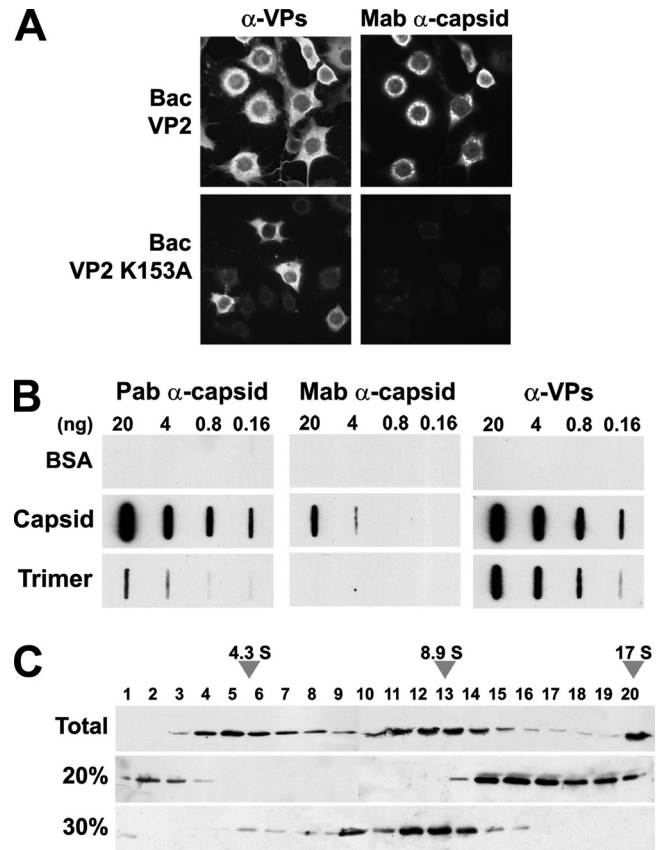 A
α-VPs Mab α-capsid
Bac
VP2
Bac
VP2 K153A
B
Pab α-capsid Mab α-capsid α-VPs
(ng) 20 4 0.8 0.16 20 4 0.8 0.16 20 4 0.8 0.16
BSA
Capsid
Trimer
C
4.3 S 8.9 S 17 S
1 2 3 4 5 6 7 8 9 10 11 12 13 14 15 16 17 18 19 20
Total
20%
30%